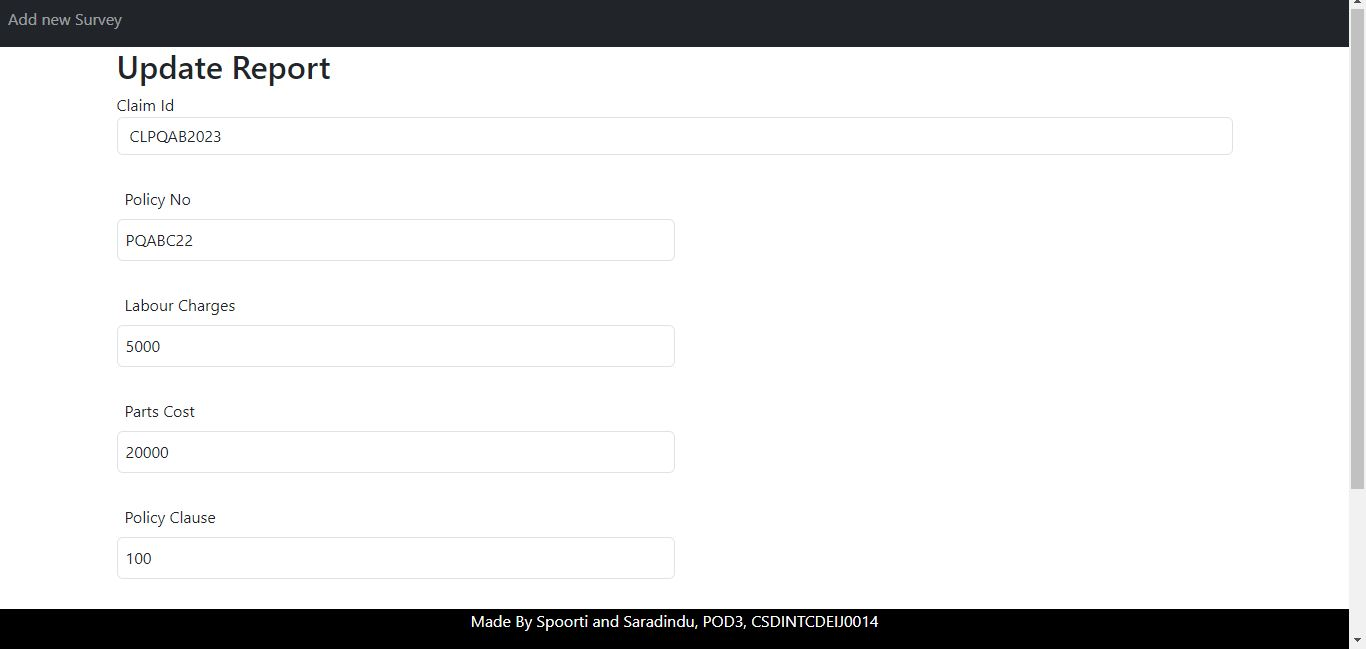 Add new Survey
Update Report
Claim Id
CLPQAB2023
Policy No
PQABC22
Labour Charges
5000
Parts Cost
20000
Policy Clause
100
Made By Spoorti and Saradindu, POD3, CSDINTCDEIJ0014